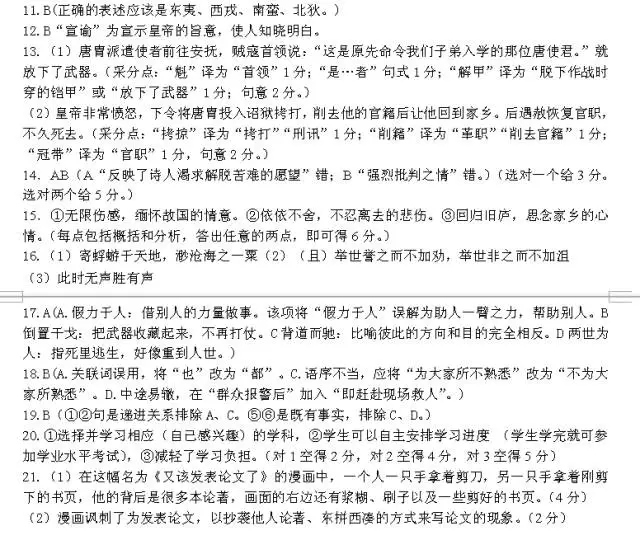 11.B(正确的表述应该是东夷、西戎、南蛮、北狄。)
12.B“宣谕”为宣示皇帝的旨意，使人知晓明白。
13.（1）唐胄派遣使者前往安抚，贼寇首领说：“这是原先命令我们子弟入学的那位唐使君。”就
放下了武器。（采分点：“魁”译为“首领”1分；“是…者”句式1分；“解甲”译为“脱下作战时
穿的铠甲”或“放下了武器”1分；句意2分。）
（2）皇帝非常愤怒，下令将唐胄投入诏狱拷打，削去他的官籍后让他回到家乡。后遇赦恢复官职，
不久死去。（采分点：“拷掠”译为“拷打”“刑讯”1分；“削籍”译为“革职”“削去官籍”1分；
“冠带”译为“官职”1分，句意2分。）
14. AB（A“反映了诗人渴求解脱苦难的愿望”错；B“强烈批判之情”错。）（选对一个给3分。
选对两个给5分。）
15. ①无限伤感，缅怀故国的情意。②依依不舍，不忍离去的悲伤。③回归旧庐，思念家乡的心
情。（每点包括概括和分析，答出任意的两点，即可得6分。）
16.（1）寄蜉蝣于天地，渺沧海之一粟（2）（且）举世誉之而不加劝，举世非之而不加沮
（3）此时无声胜有声
17.A(A.假力于人：借别人的力量做事。该项将“假力于人”误解为助人一臂之力，帮助别人。B
倒置干戈：把武器收藏起来，不再打仗。C背道而驰：比喻彼此的方向和目的完全相反。D两世为
人：指死里逃生，好像重到人世。）
18.B(A.关联词误用，将“也”改为“都”。C.语序不当，应将“为大家所不熟悉”改为“不为大
家所熟悉”。D.中途易辙，在“群众报警后”加入“即赶赴现场救人”。)
19.B（①②句是递进关系排除A、C。⑤⑥是既有事实，排除C、D。）
20.①选择并学习相应（自己感兴趣）的学科，②学生可以自主安排学习进度 （学生学完就可参
加学业水平考试），③减轻了学习负担。（对1空得2分，对2空得4分，对3空得5分）
21.（1）在这幅名为《又该发表论文了》的漫画中，一个人一只手拿着剪刀，另一只手拿着刚剪
下的书页，他的背后是很多本论著，画面的右边还有浆糊、刷子以及一些剪好的书页。（4分）
（2）漫画讽刺了为发表论文，以抄袭他人论著、东拼西凑的方式来写论文的现象。（2分）